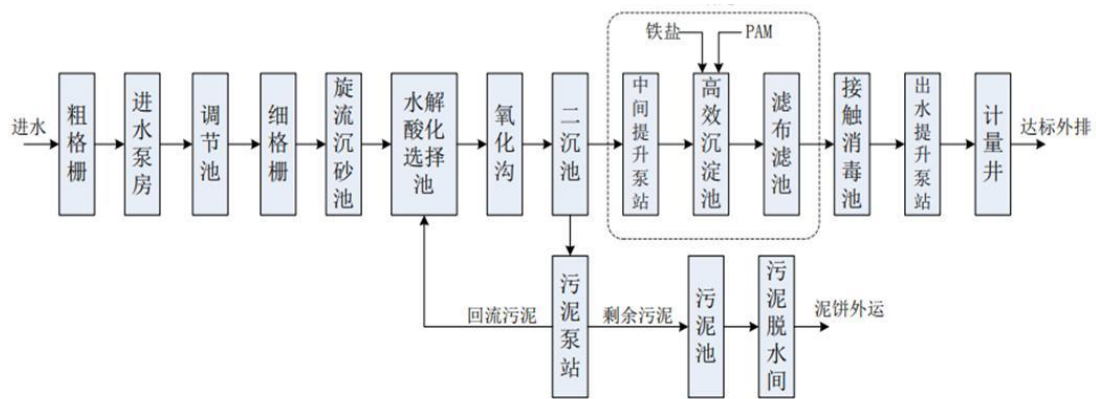 铁盐
PAM
进水
粗格栅
进水泵房
调节池
细格栅
旋流沉砂池
水解
酸化
选择
池
氧化沟
二沉池
中间提升泵站
高效沉淀池
滤布滤池
接触消毒池
出水提升泵站
计量井
达标外排
回流污泥
污泥泵站
剩余污泥
污泥池
污泥脱水间
泥饼外运